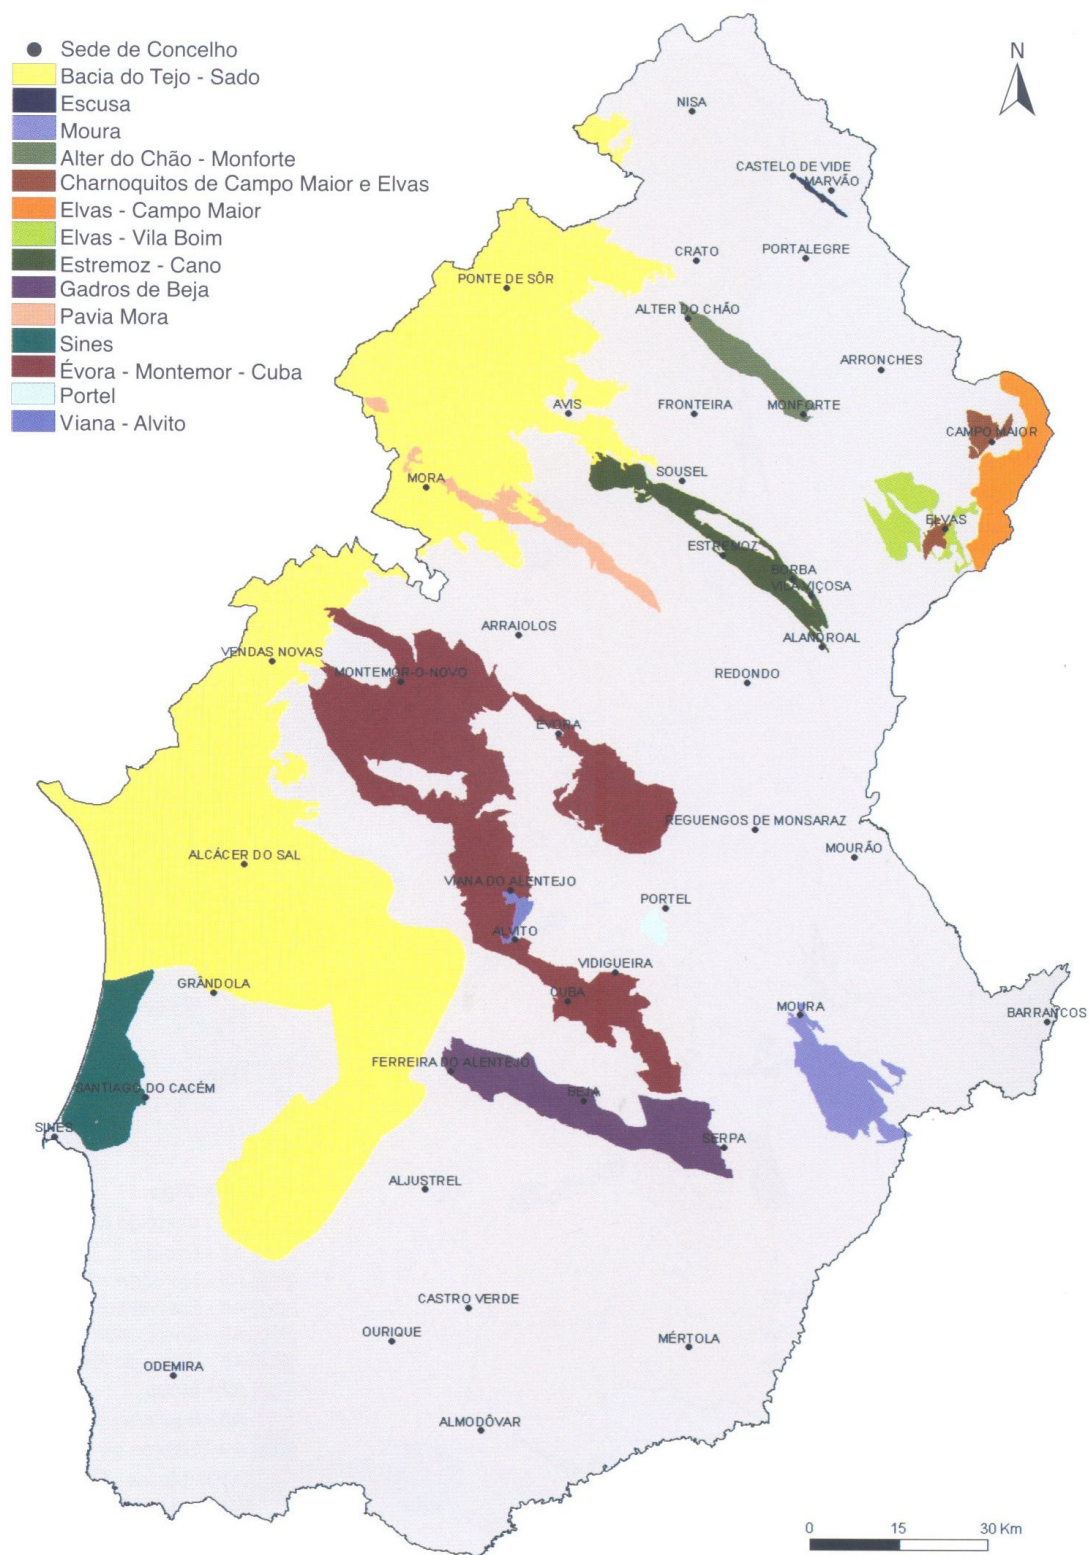 Sede de Concelho
Bacia do Tejo - Sado
Escusa
Moura
Alter do Chão - Monforte
Charnoquitos de Campo Maior e Elvas
Elvas - Campo Maior
Elvas - Vila Boim
Estremoz - Cano
Gadros de Beja
Pavia Mora
Sines
Évora - Montemor - Cuba
Portel
Viana - Alvito
N
NISA
CASTELO DE VIDE
MARVÃO
CRATO
PORTALEGRE
PONTE DE SÔR
ALTER DO CHÃO
ARRONCHES
AVIS
FRONTEIRA
MONFORTE
CAMPO MAIOR
SOUSEL
MORA
ELVAS
ESTREMOZ
BORBA
VILA VIÇOSA
ARRAIOLOS
ALANDROAL
VENDAS NOVAS
MONTEMOR-O-NOVO
REDONDO
ÉVORA
REGUENGOS DE MONSARAZ
MOURÃO
ALCÁCER DO SAL
VIANA DO ALENTEJO
PORTEL
ALVITO
VIDIGUEIRA
GRÂNDOLA
CUBA
MOURA
BARRANCOS
FERREIRA DO ALENTEJO
SANTIAGO DO CACÉM
BEJA
SINES
SERPA
ALJUSTREL
CASTRO VERDE
OURIQUE
MÉRTOLA
ODEMIRA
ALMODÔVAR
0 15 30 Km